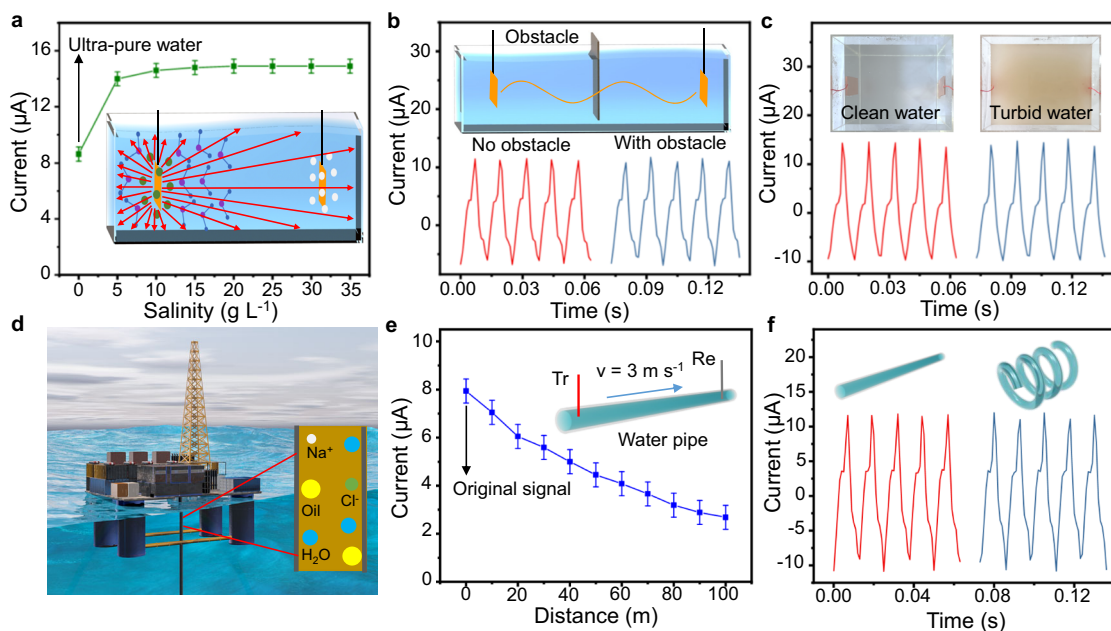 a
Ultra-pure water
16
12
8
4
0
Current (μA)
0 5 10 15 20 25 30 35
Salinity (g L⁻¹)
b
Obstacle
30
20
10
0
Current (μA)
No obstacle
With obstacle
0.00 0.03 0.06 0.09 0.12
Time (s)
c
Clean water
Turbid water
30
20
10
0
-10
Current (μA)
0.00 0.03 0.06 0.09 0.12
Time (s)
d
Na⁺
Oil
Cl⁻
H₂O
e
10
8
6
4
2
0
Current (μA)
Tr
v = 3 m s⁻¹
Re
Water pipe
Original signal
0 20 40 60 80 100
Distance (m)
f
20
15
10
5
0
-5
-10
Current (μA)
0.00 0.04 0.08 0.12
Time (s)